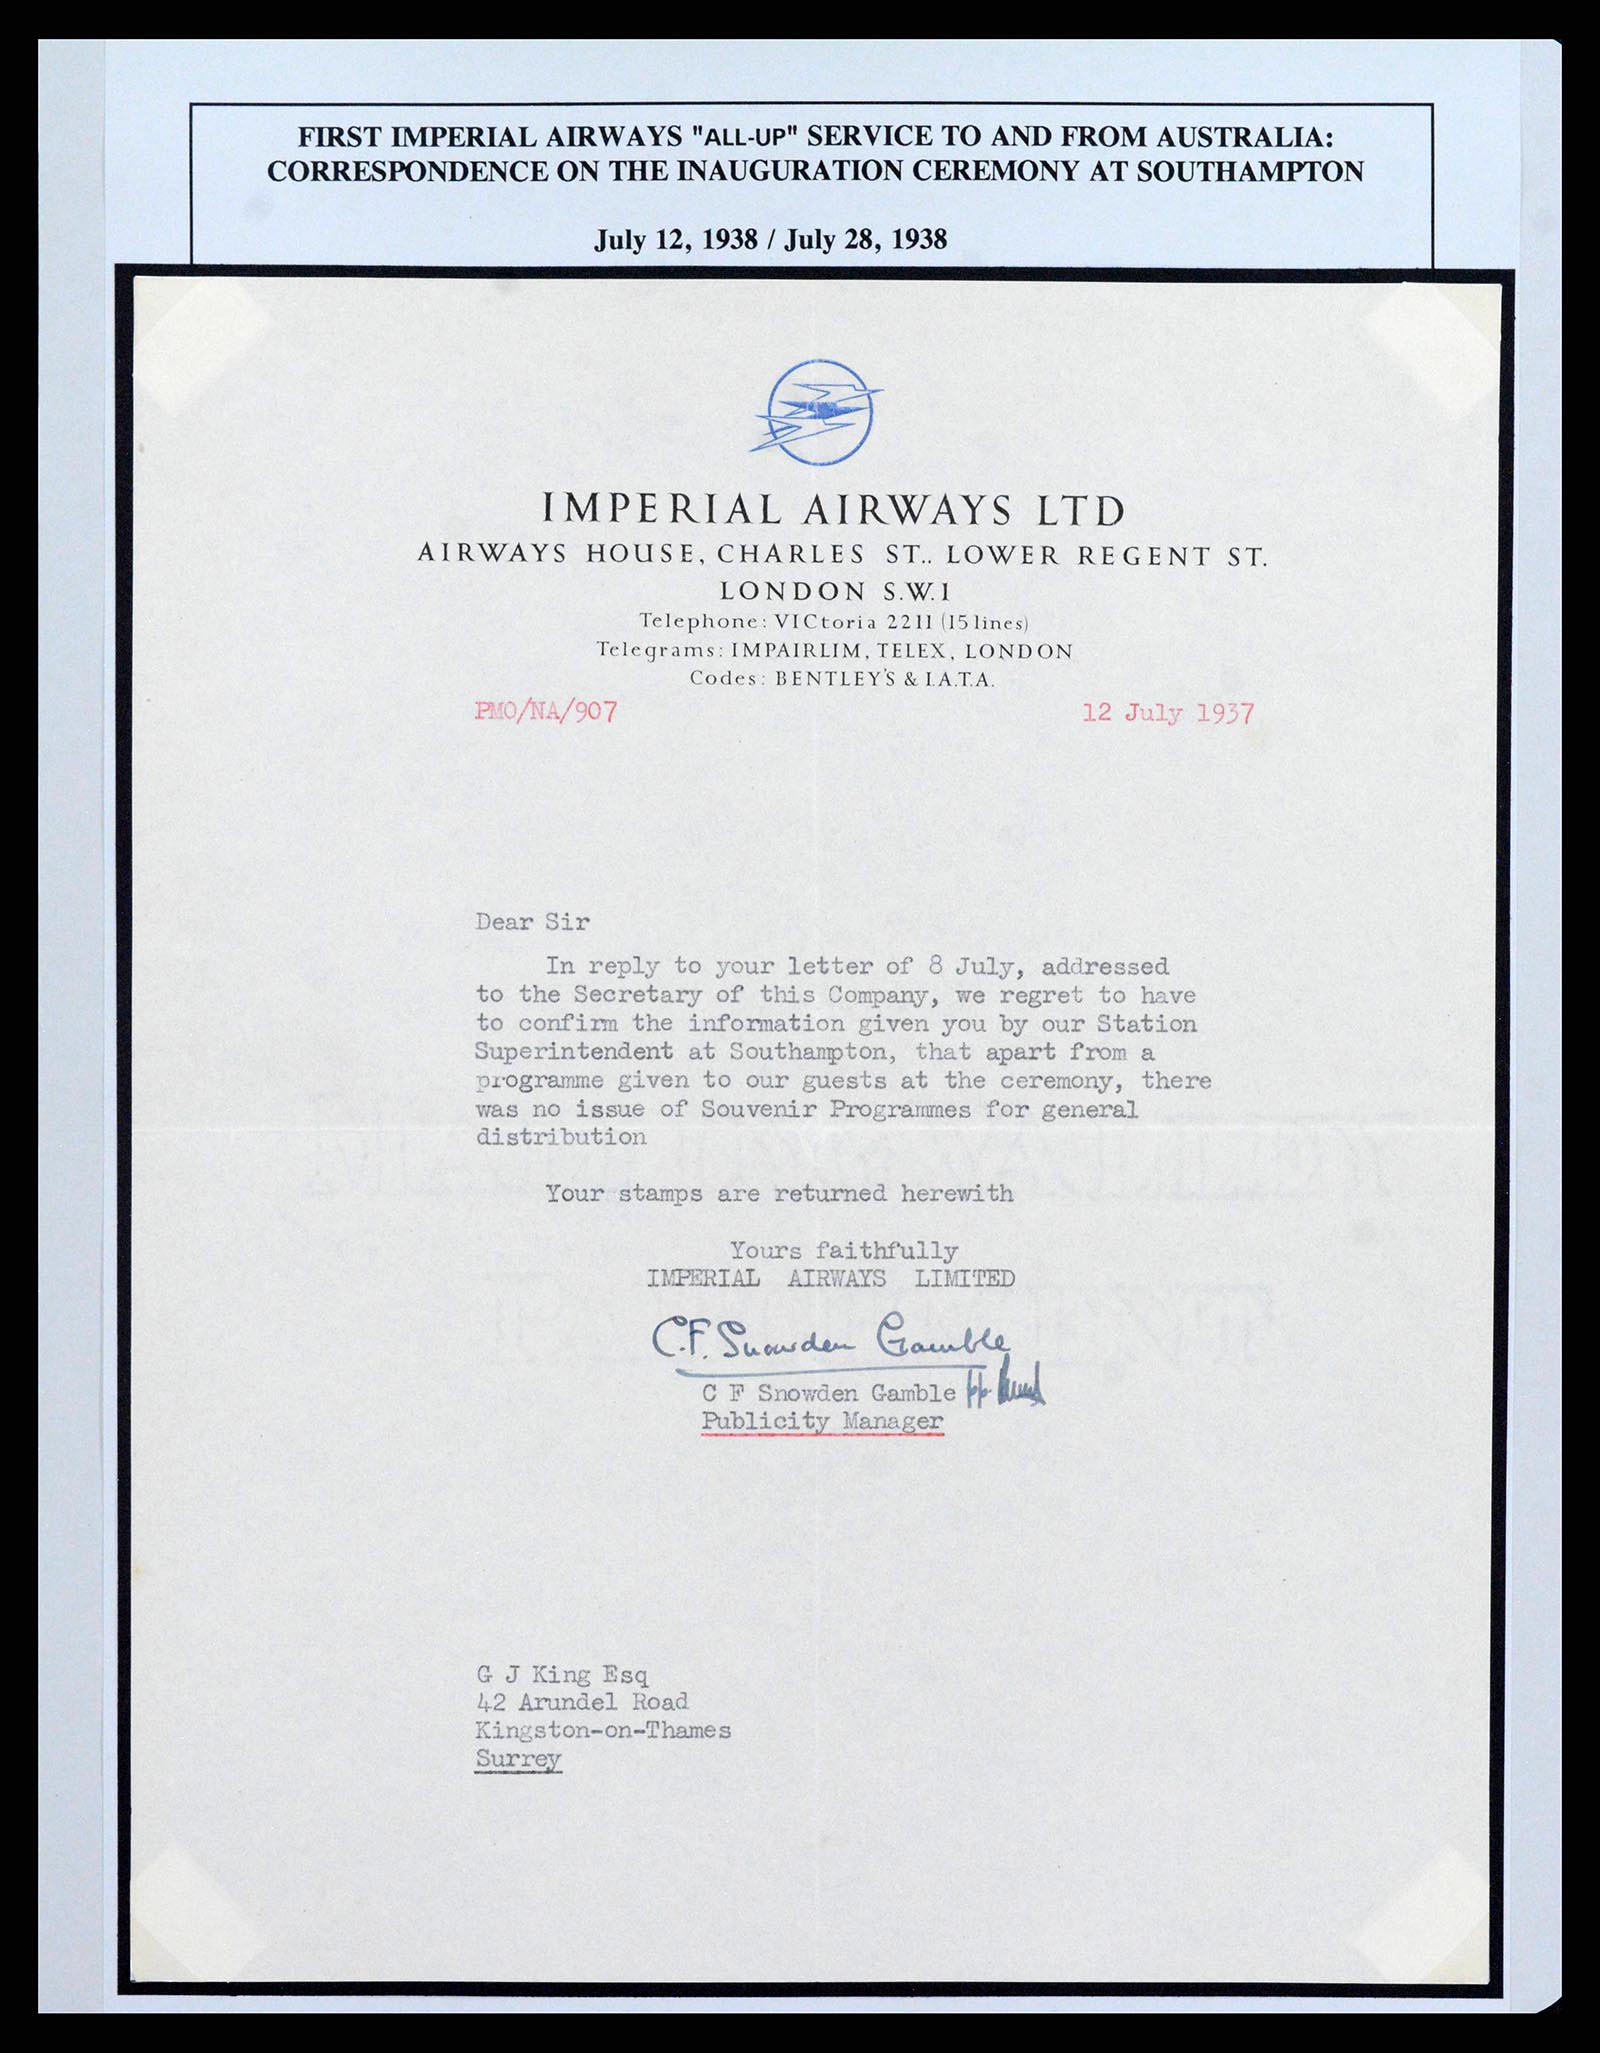 FIRST IMPERIAL AIRWAYS "ALL-UP" SERVICE TO AND FROM AUSTRALIA:
CORRESPONDENCE ON THE INAUGURATION CEREMONY AT SOUTHAMPTON
July 12, 1938 / July 28, 1938
IMPERIAL AIRWAYS LTD
AIRWAYS HOUSE, CHARLES ST.. LOWER REGENT ST.
LONDON S.W.1
Telephone: VICtoria 2211 (15 lines)
Telegrams: IMPAIRLIM, TELEX, LONDON
Codes: BENTLEY'S & I.A.T.A.
PMO/NA/907 12 July 1937
Dear Sir
In reply to your letter of 8 July, addressed
to the Secretary of this Company, we regret to have
to confirm the information given you by our Station
Superintendent at Southampton, that apart from a
programme given to our guests at the ceremony, there
was no issue of Souvenir Programmes for general
distribution
Your stamps are returned herewith
Yours faithfully
IMPERIAL AIRWAYS LIMITED
C.F. Snowden Gamble
C F Snowden Gamble pp.
Publicity Manager
G J King Esq
42 Arundel Road
Kingston-on-Thames
Surrey